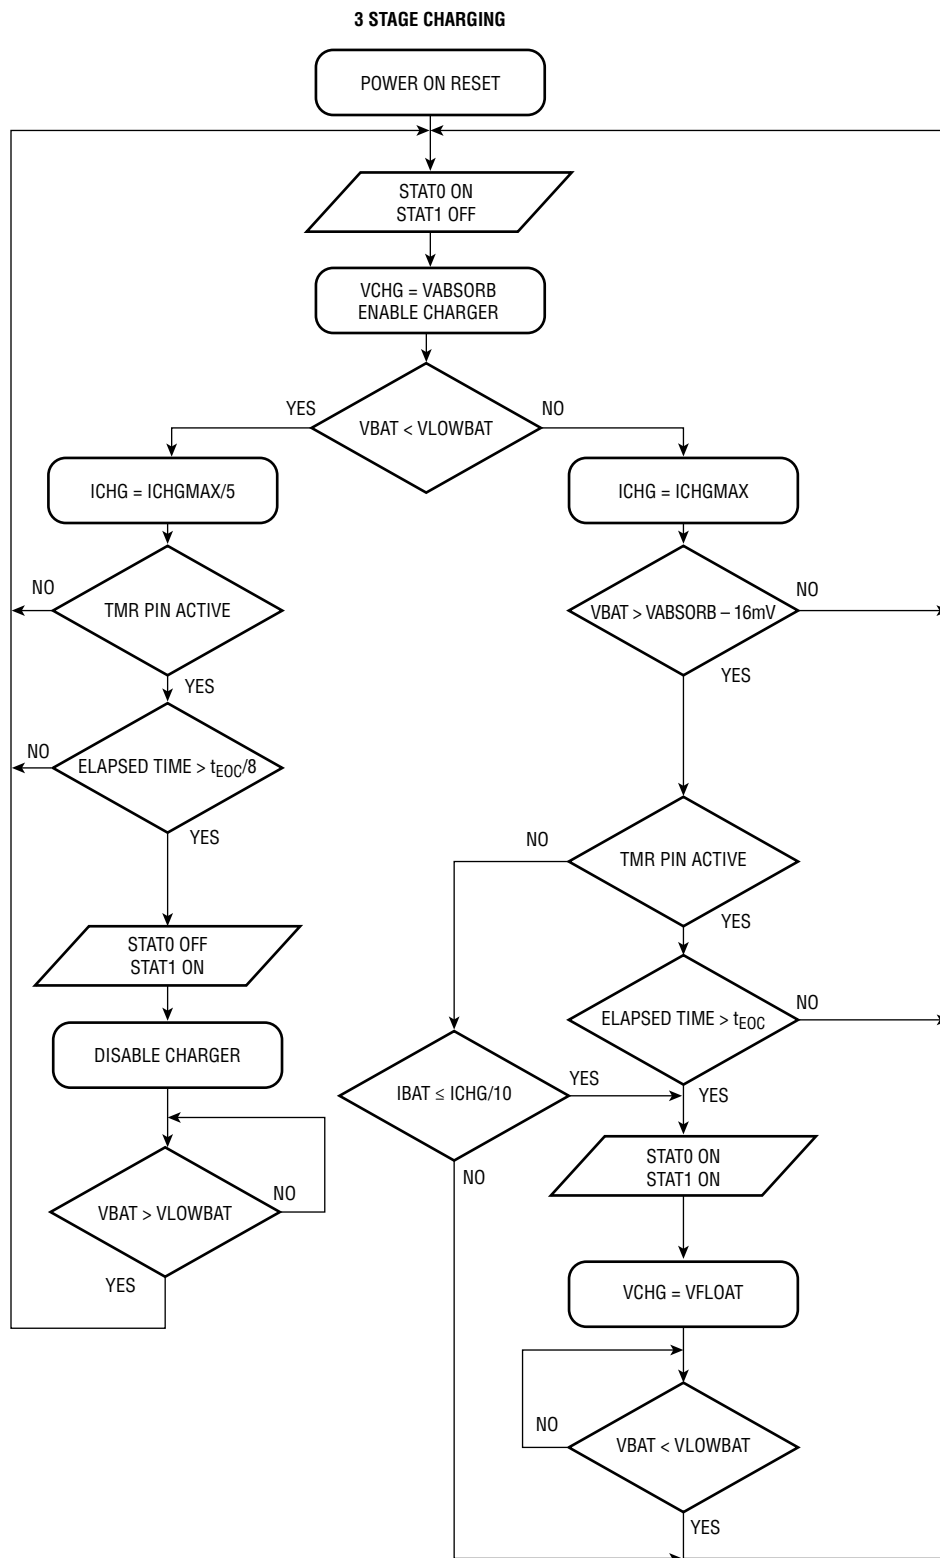 3 STAGE CHARGING
POWER ON RESET
STAT0 ON
STAT1 OFF
VCHG = VABSORB
ENABLE CHARGER
YES
VBAT < VLOWBAT
NO
ICHG = ICHGMAX/5
ICHG = ICHGMAX
NO
TMR PIN ACTIVE
YES
VBAT > VABSORB – 16mV
NO
YES
NO
ELAPSED TIME > tEOC/8
YES
NO
TMR PIN ACTIVE
YES
STAT0 OFF
STAT1 ON
ELAPSED TIME > tEOC
NO
YES
DISABLE CHARGER
IBAT ≤ ICHG/10
YES
NO
STAT0 ON
STAT1 ON
VBAT > VLOWBAT
NO
YES
VCHG = VFLOAT
NO
VBAT < VLOWBAT
YES